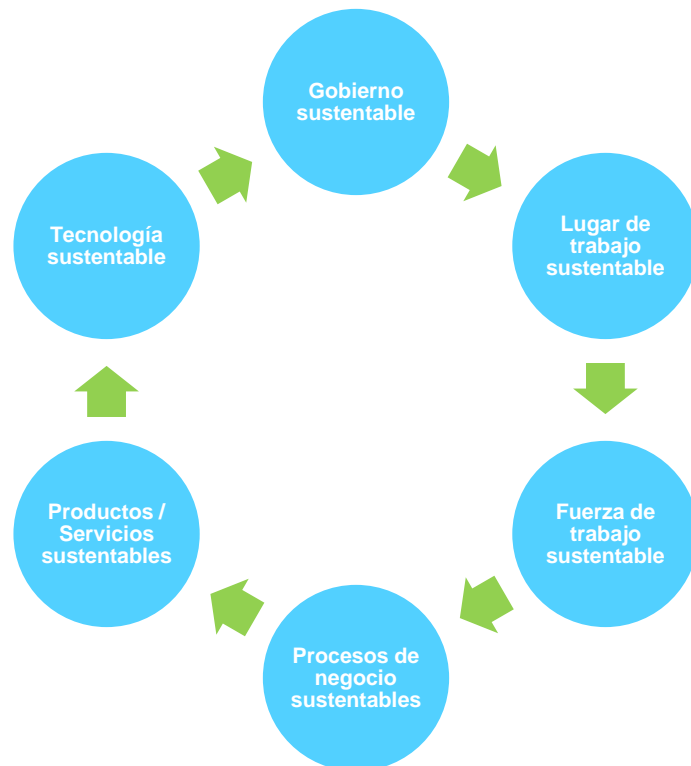 Gobierno
sustentable
Lugar de
trabajo
sustentable
Fuerza de
trabajo
sustentable
Procesos de
negocio
sustentables
Productos /
Servicios
sustentables
Tecnología
sustentable